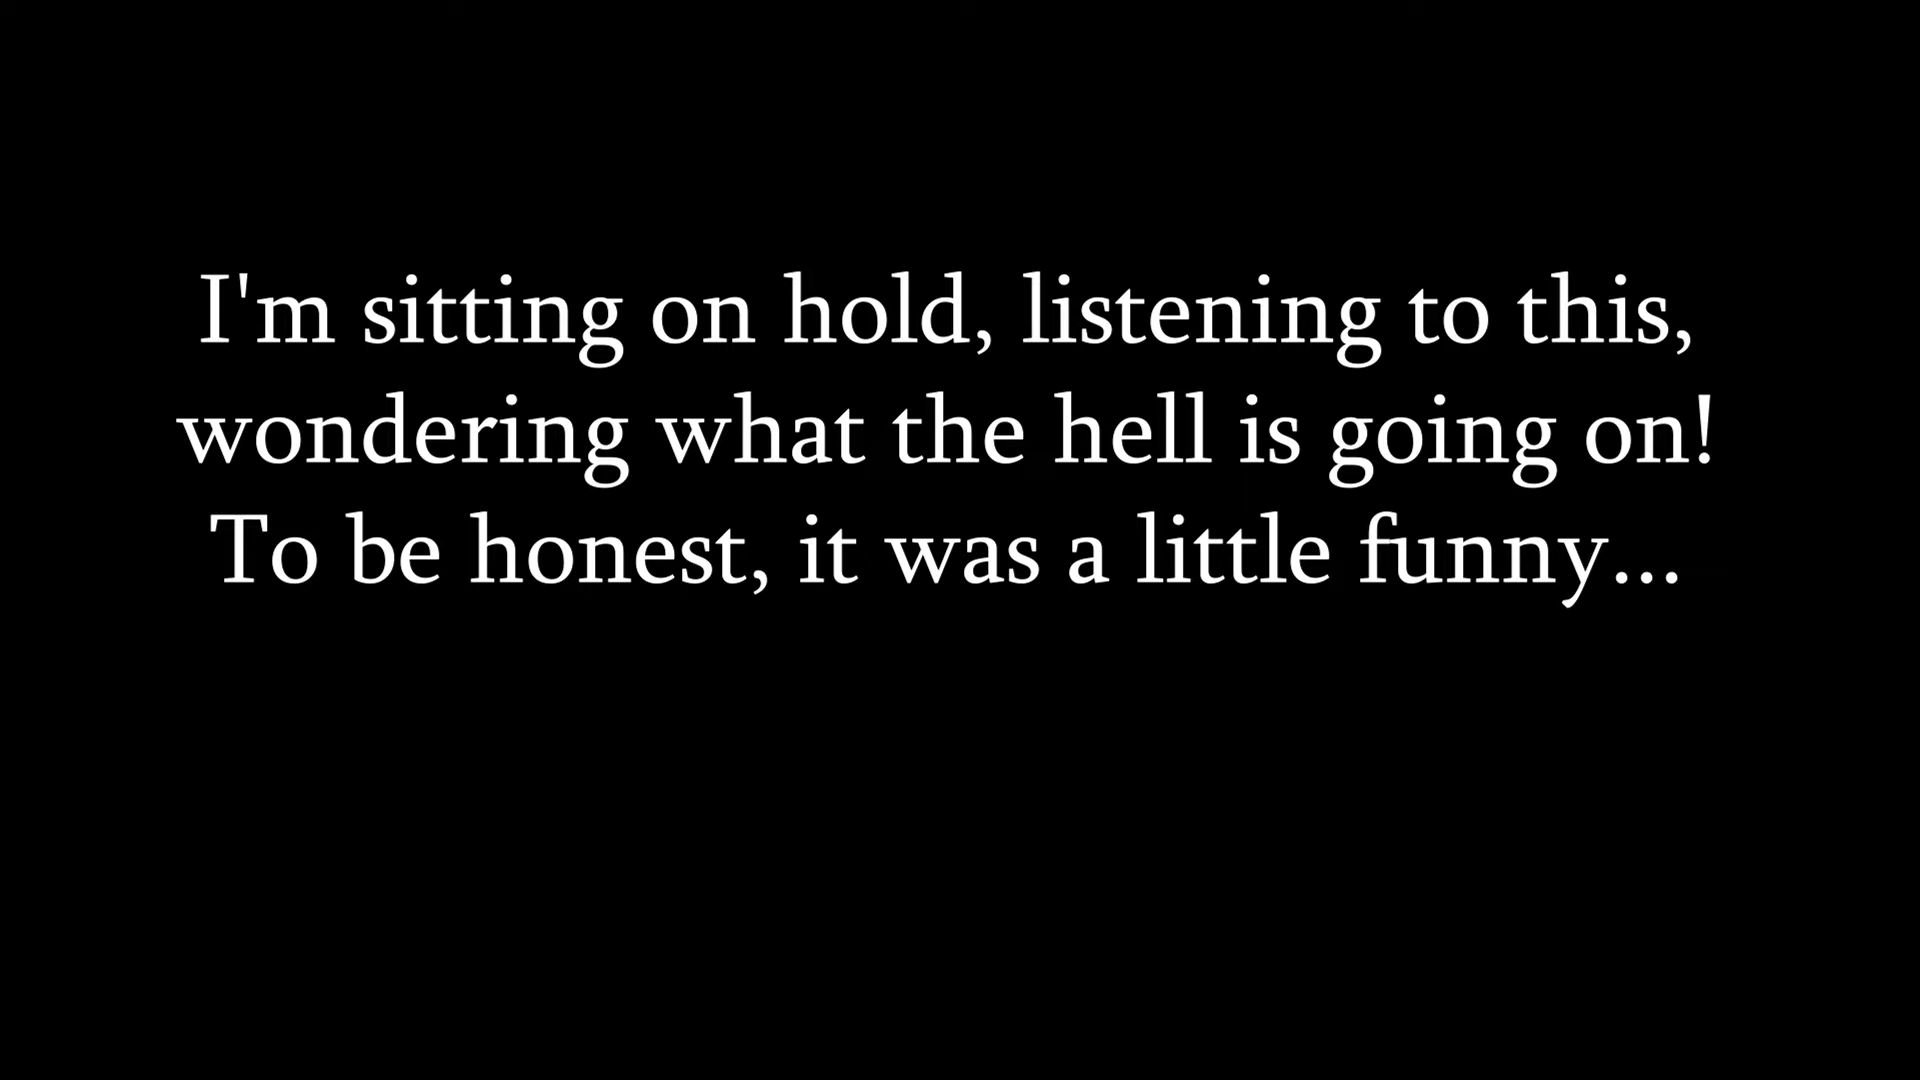 I'm sitting on hold, listening to this,
wondering what the hell is going on!
To be honest, it was a little funny...